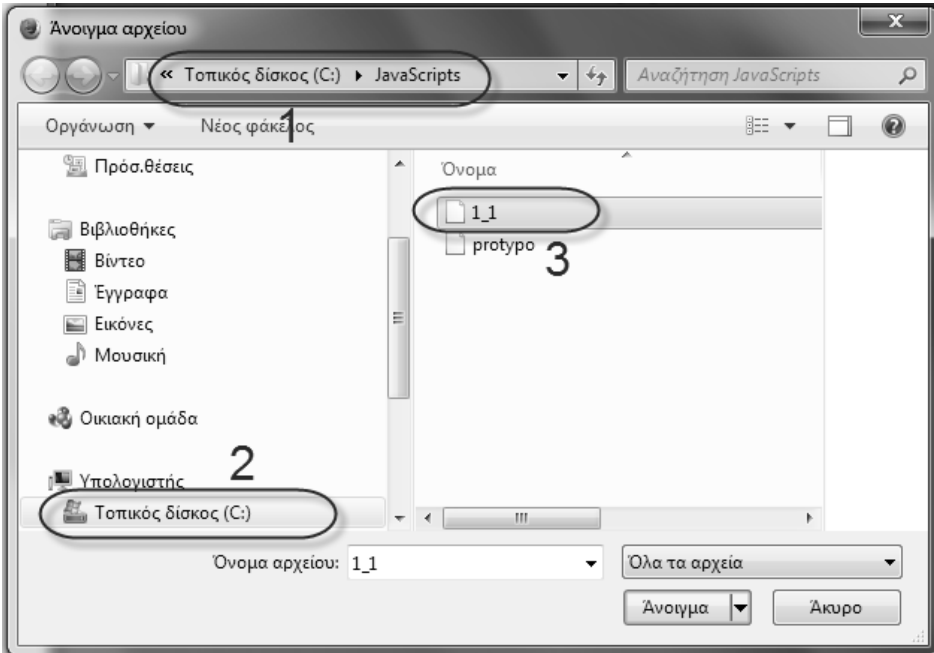 Άνοιγμα αρχείου
« Τοπικός δίσκος (C:) ▸ JavaScripts
Αναζήτηση JavaScripts
1
Οργάνωση
Νέος φάκελος
Πρόσ.θέσεις
Βιβλιοθήκες
Βίντεο
Έγγραφα
Εικόνες
Μουσική
Οικιακή ομάδα
2
Υπολογιστής
Τοπικός δίσκος (C:)
Όνομα
1_1
protypo
3
Όνομα αρχείου: 1_1
Όλα τα αρχεία
Άνοιγμα
Άκυρο